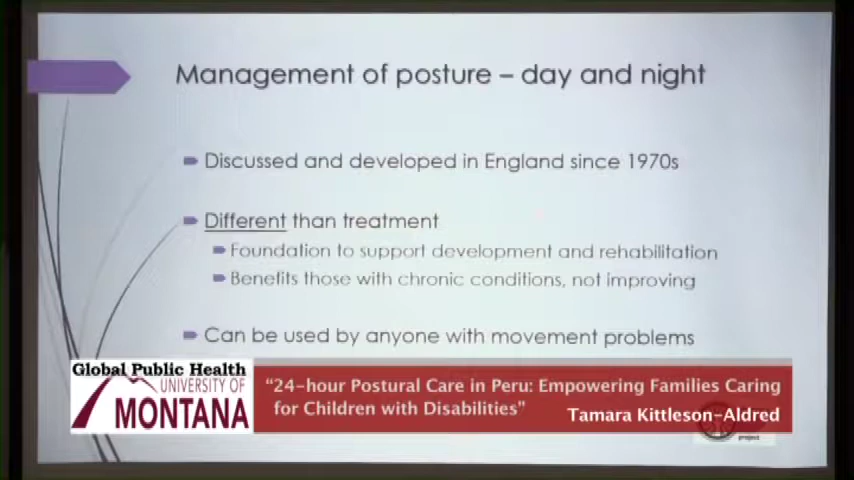 Management of posture – day and night
Discussed and developed in England since 1970s
Different than treatment
Foundation to support development and rehabilitation
Benefits those with chronic conditions, not improving
Can be used by anyone with movement problems
Global Public Health
UNIVERSITY OF
MONTANA
“24-hour Postural Care in Peru: Empowering Families Caring
for Children with Disabilities”
Tamara Kittleson-Aldred
project